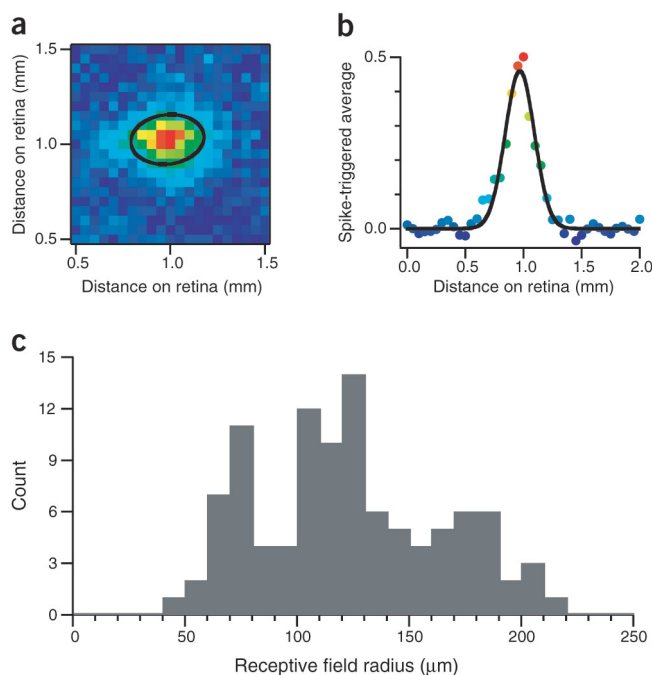 a
1.5
1.0
0.5
Distance on retina (mm)
0.5 1.0 1.5
Distance on retina (mm)
b
0.5
0.0
Spike-triggered average
0.0 0.5 1.0 1.5 2.0
Distance on retina (mm)
c
15
12
9
6
3
0
Count
0 50 100 150 200 250
Receptive field radius (μm)